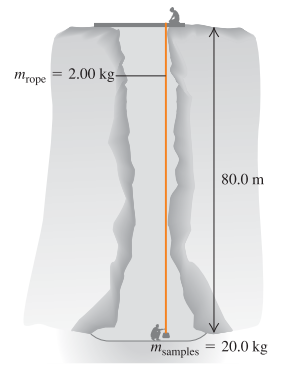 m_rope = 2.00 kg
80.0 m
m_samples = 20.0 kg